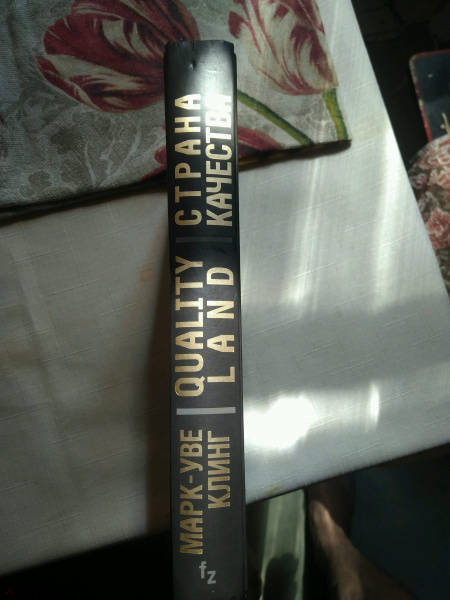 МАРК-УВЕ
КЛИНГ
QUALITY
LAND
СТРАНА
КАЧЕСТВА
fz